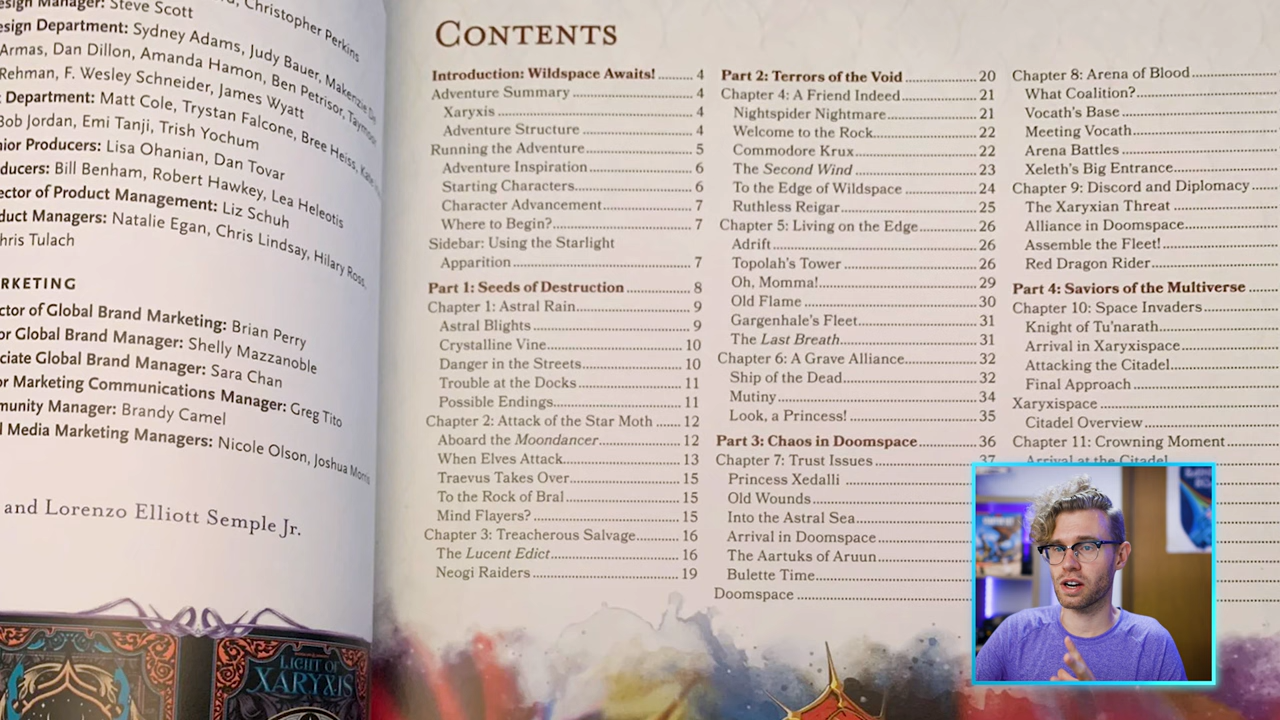 Manager: Steve Scott
Christopher Perkins
Design Department: Sydney Adams, Judy Bauer, Makenzie De
Armas, Dan Dillon, Amanda Hamon, Ben Petrisor, Taymoor
Rehman, F. Wesley Schneider, James Wyatt
Department: Matt Cole, Trystan Falcone, Bree Heiss,
Bob Jordan, Emi Tanji, Trish Yochum
Producers: Lisa Ohanian, Dan Tovar
Bill Benham, Robert Hawkey, Lea Heleotis
of Product Management: Liz Schuh
Managers: Natalie Egan, Chris Lindsay, Hilary Ross,
Chris Tulach
of Global Brand Marketing: Brian Perry
Global Brand Manager: Shelly Mazzanoble
Global Brand Manager: Sara Chan
Marketing Communications Manager: Greg Tito
Manager: Brandy Camel
Media Marketing Managers: Nicole Olson, Joshua
and Lorenzo Elliott Semple Jr.
LIGHT OF
XARYXIS
CONTENTS
Introduction: Wildspace Awaits! 4
Adventure Summary 4
Xaryxis 4
Adventure Structure 4
Running the Adventure 5
Adventure Inspiration 6
Starting Characters 6
Character Advancement 7
Where to Begin? 7
Sidebar: Using the Starlight
Apparition 7
Part 1: Seeds of Destruction 8
Chapter 1: Astral Rain 9
Astral Blights 9
Crystalline Vine 10
Danger in the Streets 10
Trouble at the Docks 11
Possible Endings 11
Chapter 2: Attack of the Star Moth 12
Aboard the Moondancer 12
When Elves Attack 13
Traevus Takes Over 15
To the Rock of Bral 15
Mind Flayers? 15
Chapter 3: Treacherous Salvage 16
The Lucent Edict 16
Neogi Raiders 19
Part 2: Terrors of the Void 20
Chapter 4: A Friend Indeed 21
Nightspider Nightmare 21
Welcome to the Rock 22
Commodore Krux 22
The Second Wind 23
To the Edge of Wildspace 24
Ruthless Reigar 25
Chapter 5: Living on the Edge 26
Adrift 26
Topolah's Tower 26
Oh, Momma! 29
Old Flame 30
Gargenhale's Fleet 31
The Last Breath 31
Chapter 6: A Grave Alliance 32
Ship of the Dead 32
Mutiny 34
Look, a Princess! 35
Part 3: Chaos in Doomspace 36
Chapter 7: Trust Issues 37
Princess Xedalli
Old Wounds
Into the Astral Sea
Arrival in Doomspace
The Aartuks of Aruun
Bulette Time
Doomspace
Chapter 8: Arena of Blood
What Coalition?
Vocath's Base
Meeting Vocath
Arena Battles
Xeleth's Big Entrance
Chapter 9: Discord and Diplomacy
The Xaryxian Threat
Alliance in Doomspace
Assemble the Fleet!
Red Dragon Rider
Part 4: Saviors of the Multiverse
Chapter 10: Space Invaders
Knight of Tu'narath
Arrival in Xaryxispace
Attacking the Citadel
Final Approach
Xaryxispace
Citadel Overview
Chapter 11: Crowning Moment
Arrival at the Citadel